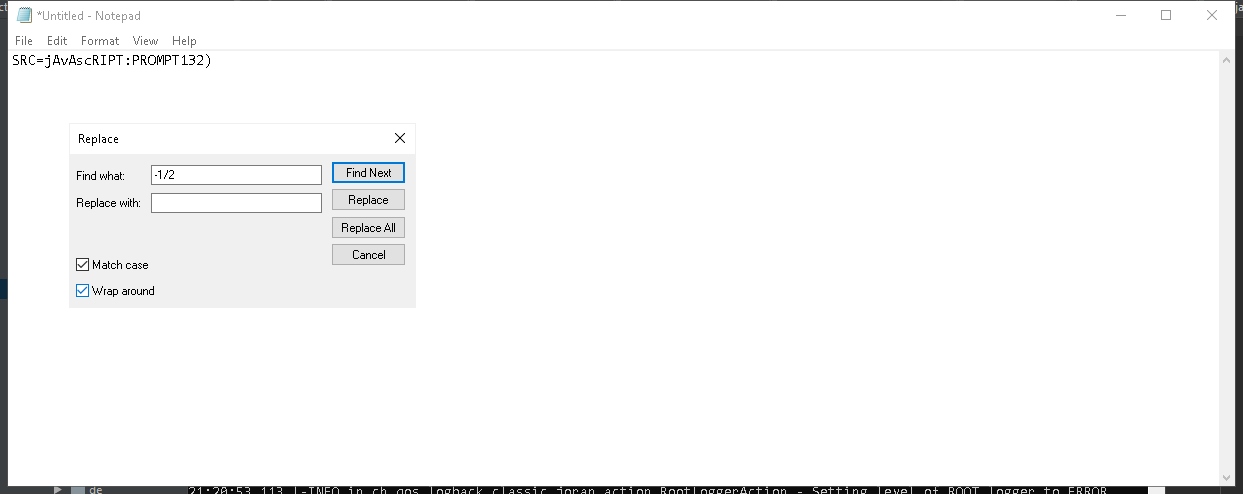 *Untitled - Notepad
File Edit Format View Help
SRC=jAvAscRIPT:PROMPT132)
Replace
Find what: -1/2 Find Next
Replace with: Replace
Replace All
Cancel
Match case
Wrap around
de 21:20:53,113 |-INFO in ch.qos.logback.classic.joran.action.RootLoggerAction - Setting level of ROOT logger to ERROR